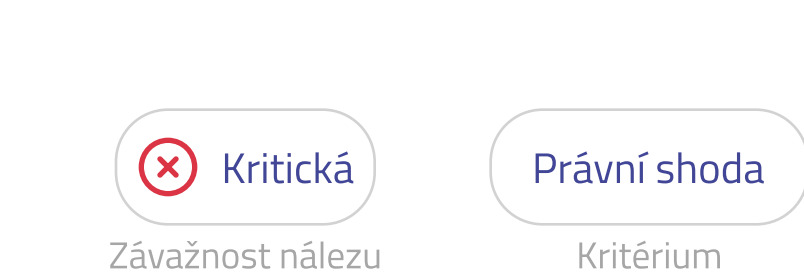 Kritická
Právní shoda
Závažnost nálezu
Kritérium